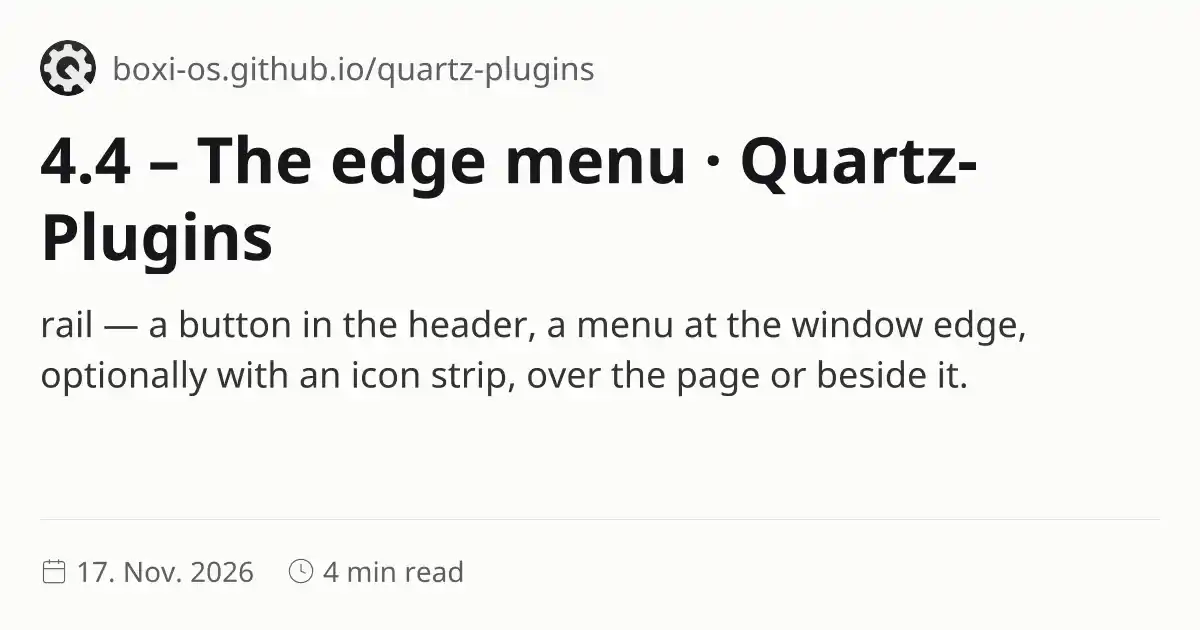 boxi-os.github.io/quartz-plugins
4.4 – The edge menu · Quartz-
Plugins
rail — a button in the header, a menu at the window edge,
optionally with an icon strip, over the page or beside it.
17. Nov. 2026 4 min read